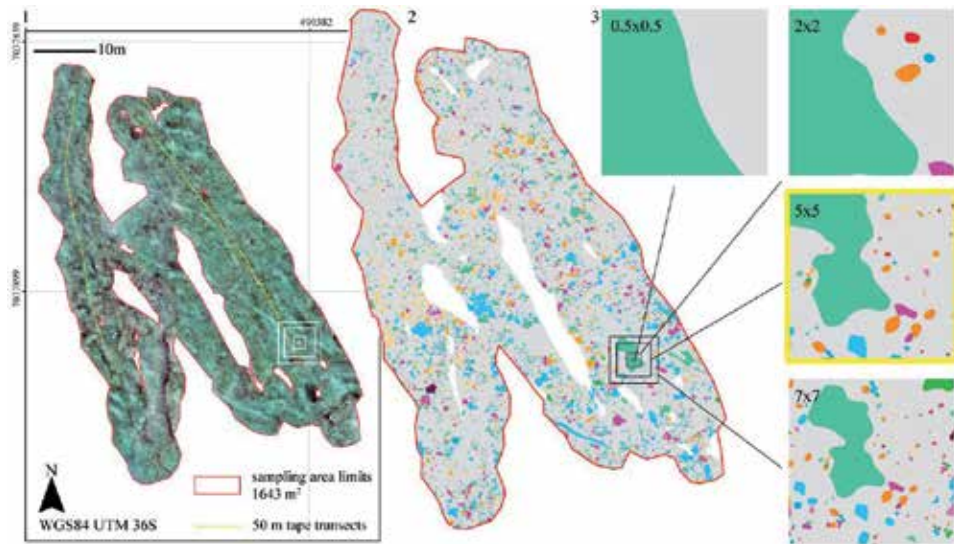 1
2
3
10m
0.5x0.5
2x2
5x5
7x7
N
WGS84 UTM 36S
sampling area limits
1643 m²
50 m tape transects